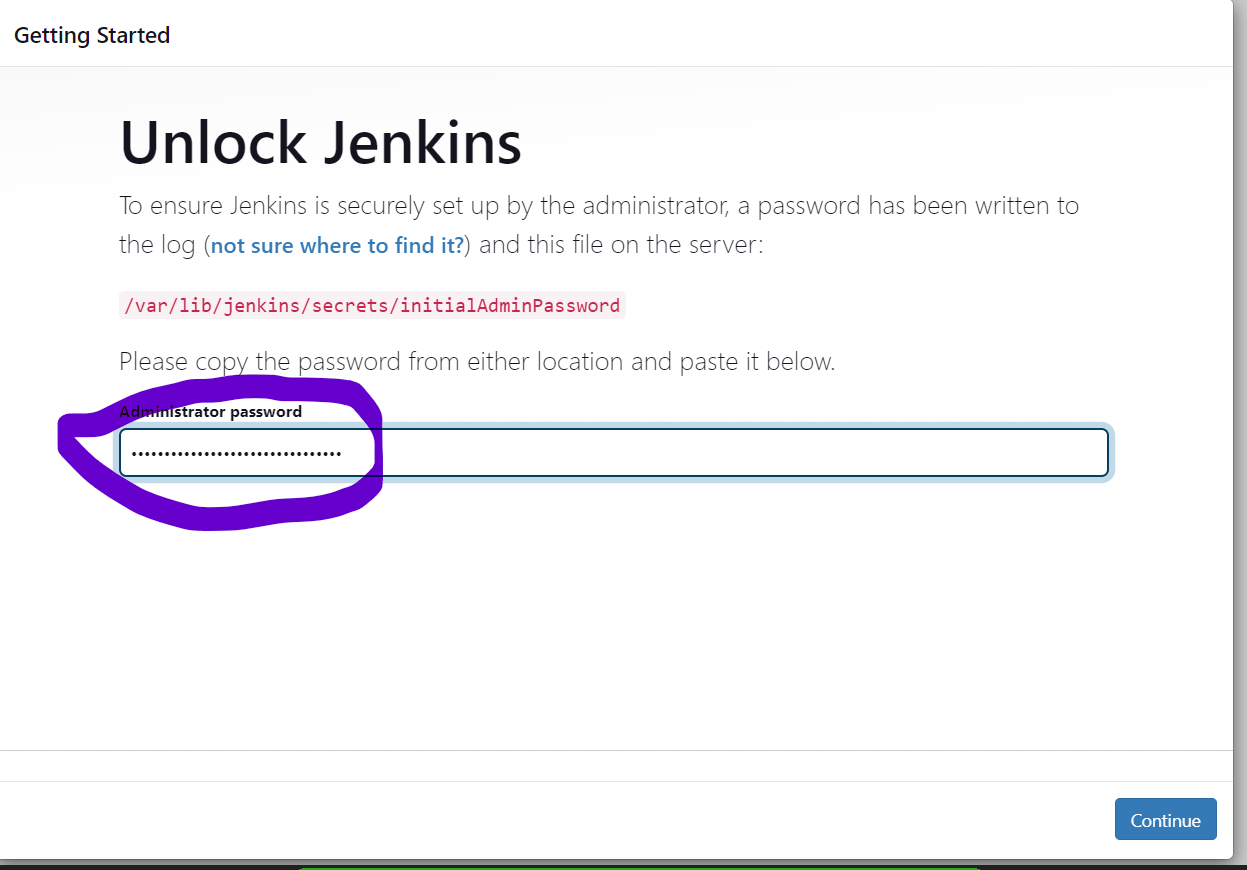 Getting Started
Unlock Jenkins
To ensure Jenkins is securely set up by the administrator, a password has been written to
the log (not sure where to find it?) and this file on the server:
/var/lib/jenkins/secrets/initialAdminPassword
Please copy the password from either location and paste it below.
Administrator password
••••••••••••••••••••••••••••••••
Continue